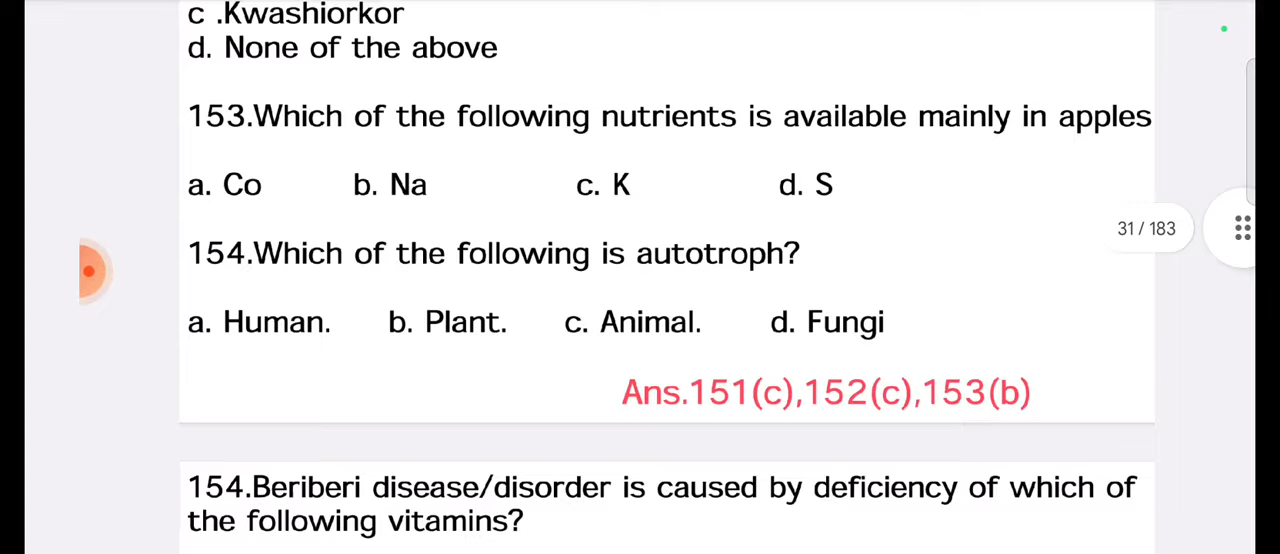 c .Kwashiorkor
d. None of the above
153.Which of the following nutrients is available mainly in apples
a. Co b. Na c. K d. S
31 / 183
154.Which of the following is autotroph?
a. Human. b. Plant. c. Animal. d. Fungi
Ans.151(c),152(c),153(b)
154.Beriberi disease/disorder is caused by deficiency of which of
the following vitamins?